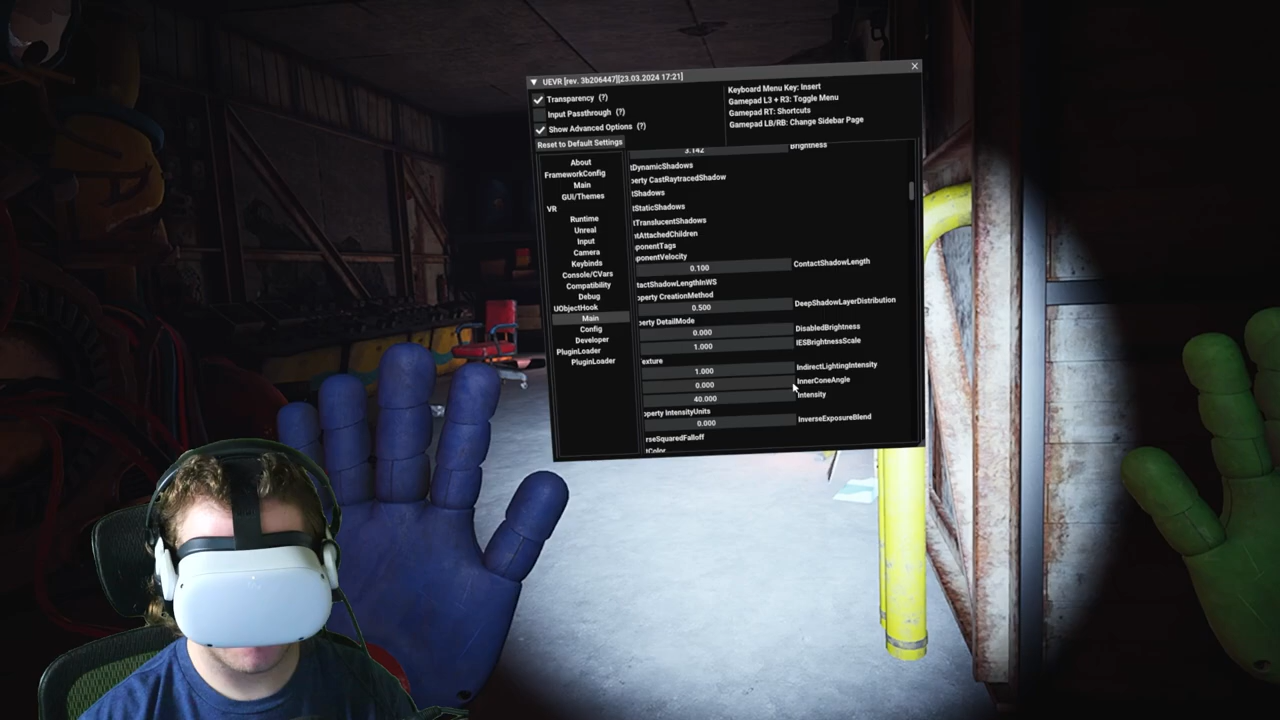 UEVR [rev. 3b206447][23.03.2024 17:21]
Transparency (?)
Input Passthrough (?)
Show Advanced Options (?)
Reset to Default Settings
Keyboard Menu Key: Insert
Gamepad L3 + R3: Toggle Menu
Gamepad RT: Shortcuts
Gamepad LB/RB: Change Sidebar Page
About
FrameworkConfig
Main
GUI/Themes
VR
Runtime
Unreal
Input
Camera
Keybinds
Console/CVars
Compatibility
Debug
UObjectHook
Main
Config
Developer
PluginLoader
PluginLoader
3.142 Brightness
tDynamicShadows
perty CastRaytracedShadow
tShadows
tStaticShadows
tTranslucentShadows
ntAttachedChildren
ponentTags
ponentVelocity
0.100 ContactShadowLength
tactShadowLengthInWS
operty CreationMethod
0.500 DeepShadowLayerDistribution
perty DetailMode
0.000 DisabledBrightness
1.000 IESBrightnessScale
exture
1.000 IndirectLightingIntensity
0.000 InnerConeAngle
40.000 Intensity
operty IntensityUnits
0.000 InverseExposureBlend
rseSquaredFalloff
tColor